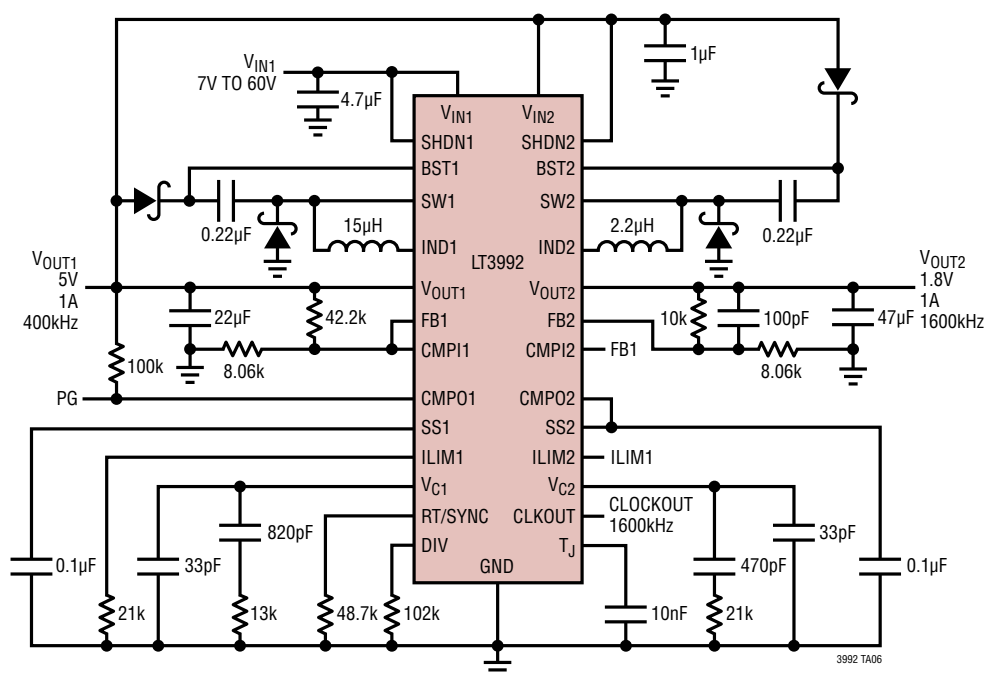 1µF
VIN1
7V TO 60V
4.7µF
VIN1
VIN2
SHDN1
SHDN2
BST1
BST2
SW1
SW2
0.22µF
15µH
2.2µH
0.22µF
IND1
IND2
LT3992
VOUT1
5V
1A
400kHz
VOUT1
VOUT2
VOUT2
1.8V
1A
1600kHz
22µF
42.2k
10k
100pF
47µF
FB1
FB2
8.06k
CMPI1
CMPI2
FB1
8.06k
100k
PG
CMPO1
CMPO2
SS1
SS2
ILIM1
ILIM2
ILIM1
VC1
VC2
RT/SYNC
CLKOUT
CLOCKOUT
1600kHz
820pF
33pF
DIV
TJ
0.1µF
33pF
GND
470pF
0.1µF
21k
13k
48.7k
102k
10nF
21k
3992 TA06